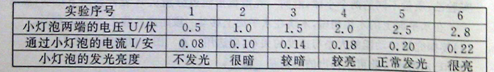 实验序号 1 2 3 4 5 6
小灯泡两端的电压U/伏 0.5 1.0 1.5 2.0 2.5 2.8
通过小灯泡的电流I/安 0.08 0.10 0.14 0.18 0.20 0.22
小灯泡的发光亮度 不发光 很暗 较暗 较亮 正常发光 很亮